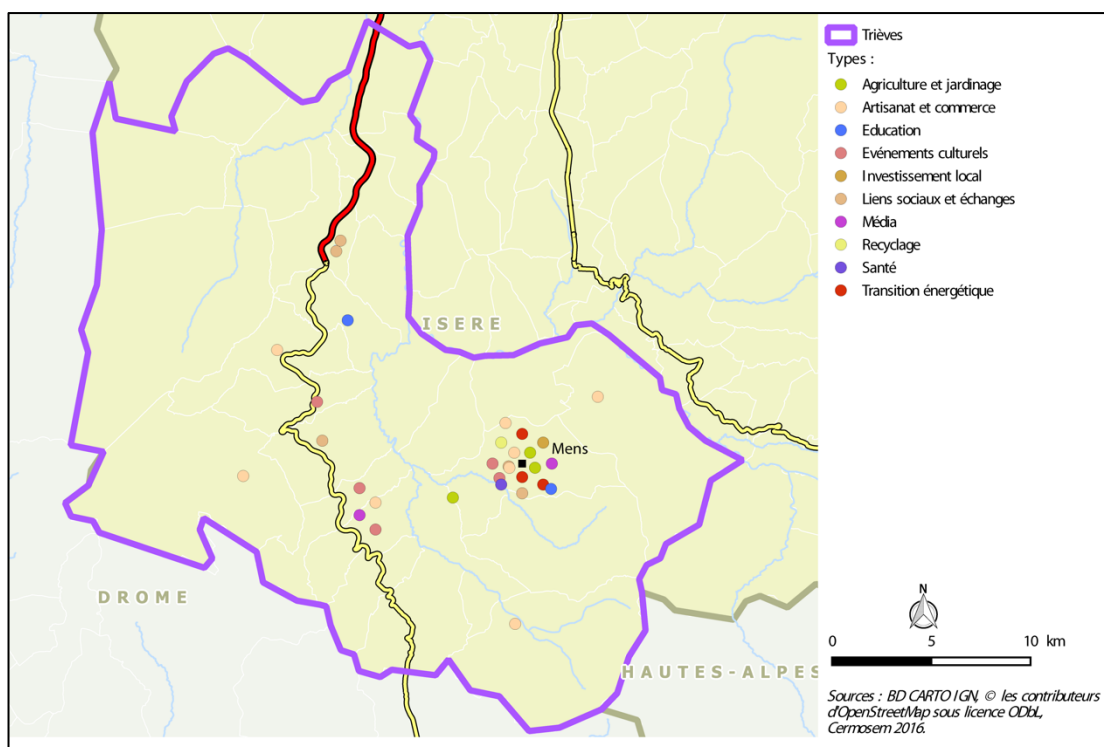 Trièves
Types :
Agriculture et jardinage
Artisanat et commerce
Education
Evénements culturels
Investissement local
Liens sociaux et échanges
Média
Recyclage
Santé
Transition énergétique
ISERE
Mens
DROME
HAUTES-ALPES
N
0 5 10 km
Sources : BD CARTO IGN, © les contributeurs
d'OpenStreetMap sous licence ODbL,
Cermosem 2016.